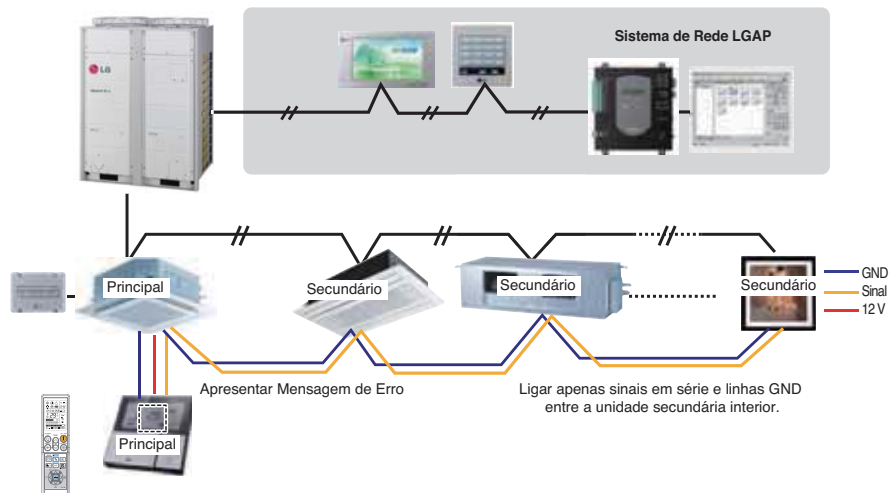 Sistema de Rede LGAP
LG
Principal
Secundário
Secundário
Secundário
GND
Sinal
12 V
Apresentar Mensagem de Erro
Ligar apenas sinais em série e linhas GND
entre a unidade secundária interior.
Principal